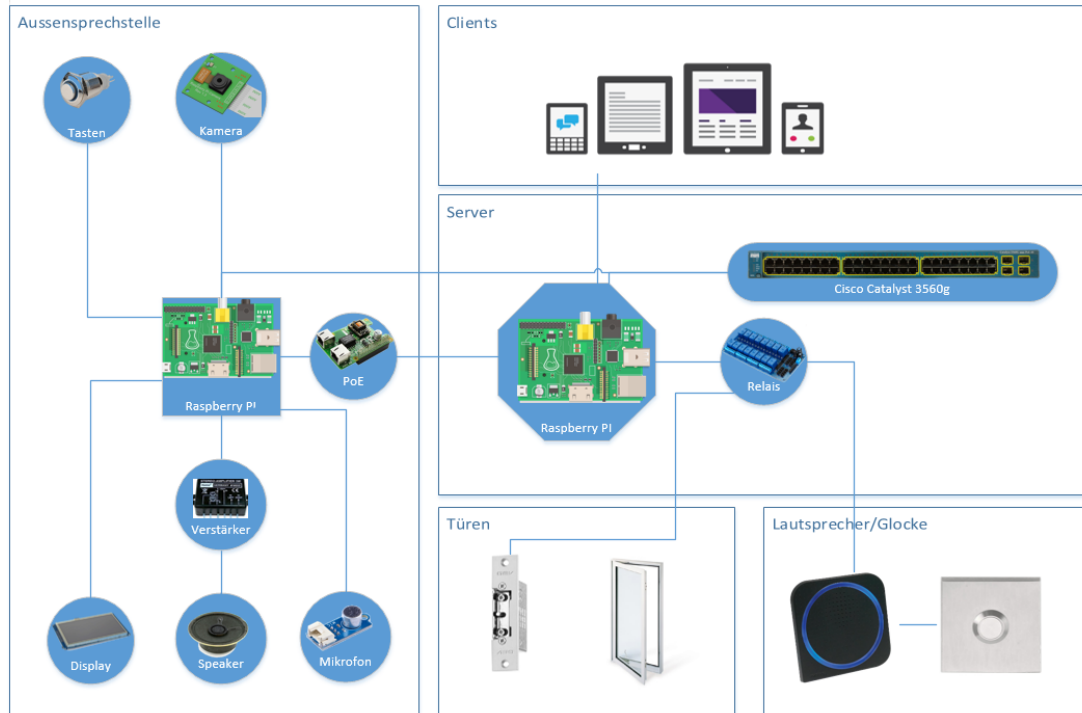 Aussensprechstelle
Tasten
Kamera
Raspberry PI
PoE
Verstärker
Display
Speaker
Mikrofon
Clients
Server
Cisco Catalyst 3560g
Raspberry PI
Relais
Türen
Lautsprecher/Glocke